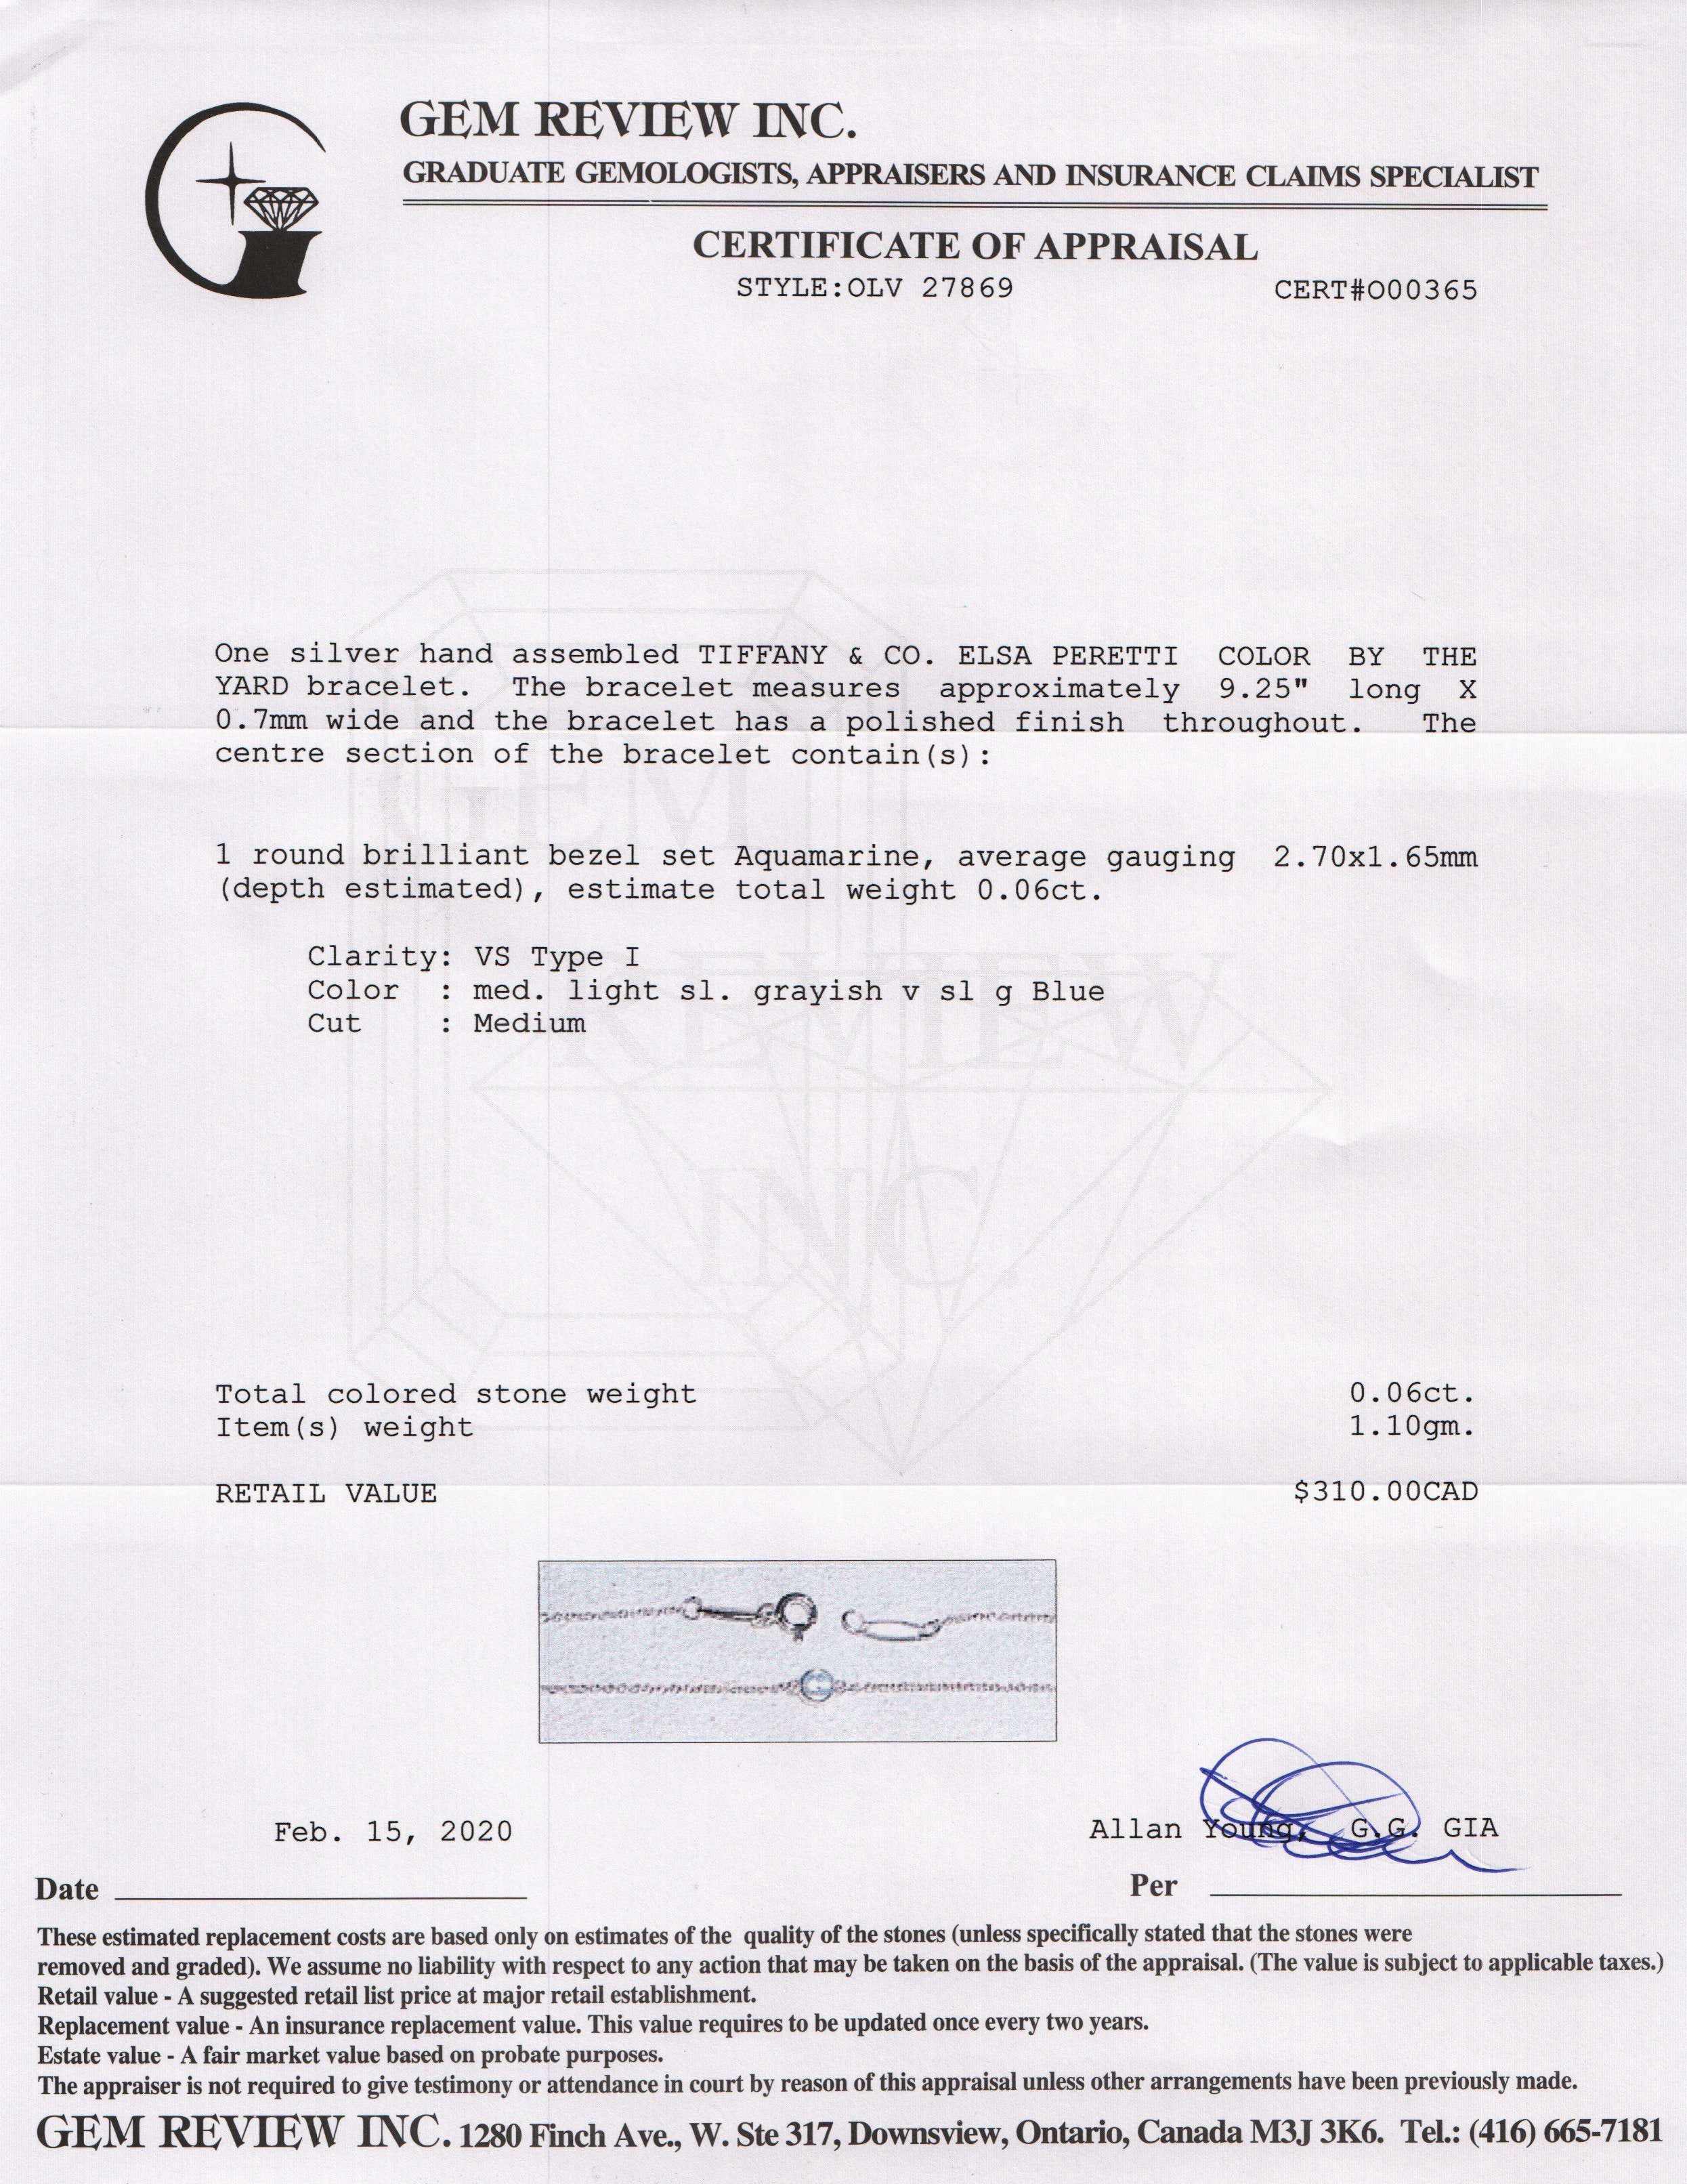 GEM REVIEW INC.
GRADUATE GEMOLOGISTS, APPRAISERS AND INSURANCE CLAIMS SPECIALIST
CERTIFICATE OF APPRAISAL
STYLE:OLV 27869 CERT#O00365
One silver hand assembled TIFFANY & CO. ELSA PERETTI COLOR BY THE
YARD bracelet. The bracelet measures approximately 9.25" long X
0.7mm wide and the bracelet has a polished finish throughout. The
centre section of the bracelet contain(s):
GEM
1 round brilliant bezel set Aquamarine, average gauging 2.70x1.65mm
(depth estimated), estimate total weight 0.06ct.
Clarity: VS Type I
Color : med. light sl. grayish v sl g Blue
Cut : Medium
REVIEW
INC.
Total colored stone weight 0.06ct.
Item(s) weight 1.10gm.
RETAIL VALUE $310.00CAD
Feb. 15, 2020 Allan Young, G.G. GIA
Date Per
These estimated replacement costs are based only on estimates of the quality of the stones (unless specifically stated that the stones were
removed and graded). We assume no liability with respect to any action that may be taken on the basis of the appraisal. (The value is subject to applicable taxes.)
Retail value - A suggested retail list price at major retail establishment.
Replacement value - An insurance replacement value. This value requires to be updated once every two years.
Estate value - A fair market value based on probate purposes.
The appraiser is not required to give testimony or attendance in court by reason of this appraisal unless other arrangements have been previously made.
GEM REVIEW INC. 1280 Finch Ave., W. Ste 317, Downsview, Ontario, Canada M3J 3K6. Tel.: (416) 665-7181